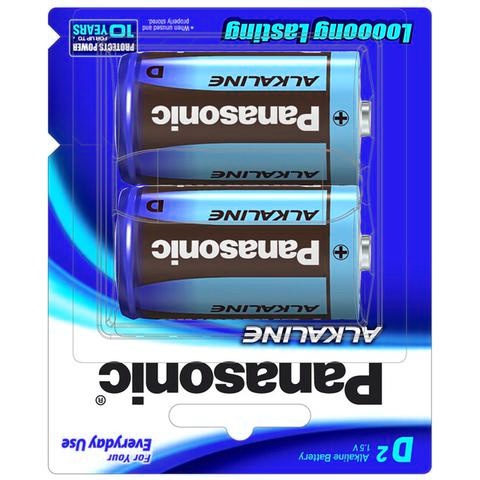 D2 Alkaline Battery
1.5V
For Your
Everyday Use
Panasonic®
ALKALINE
+ Panasonic
ALKALINE D
+ Panasonic
ALKALINE D
Loooong Lasting
* When unused and
properly stored.
PROTECTS POWER
FOR UP TO *
10 YEARS